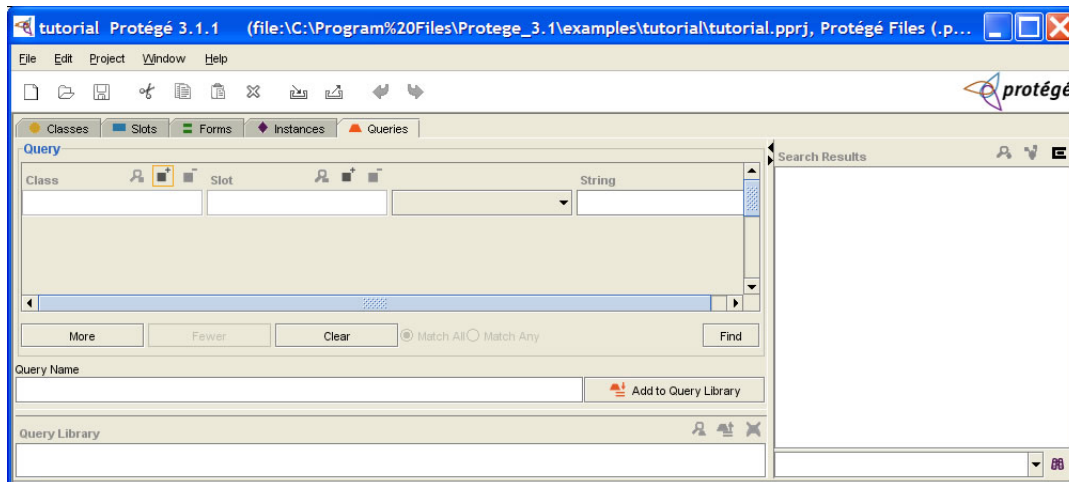 tutorial Protégé 3.1.1 (file:\C:\Program%20Files\Protege_3.1\examples\tutorial\tutorial.pprj, Protégé Files (.p...
File Edit Project Window Help
protégé
Classes Slots Forms Instances Queries
Query
Search Results
Class Slot String
More Fewer Clear Match All Match Any Find
Query Name
Add to Query Library
Query Library